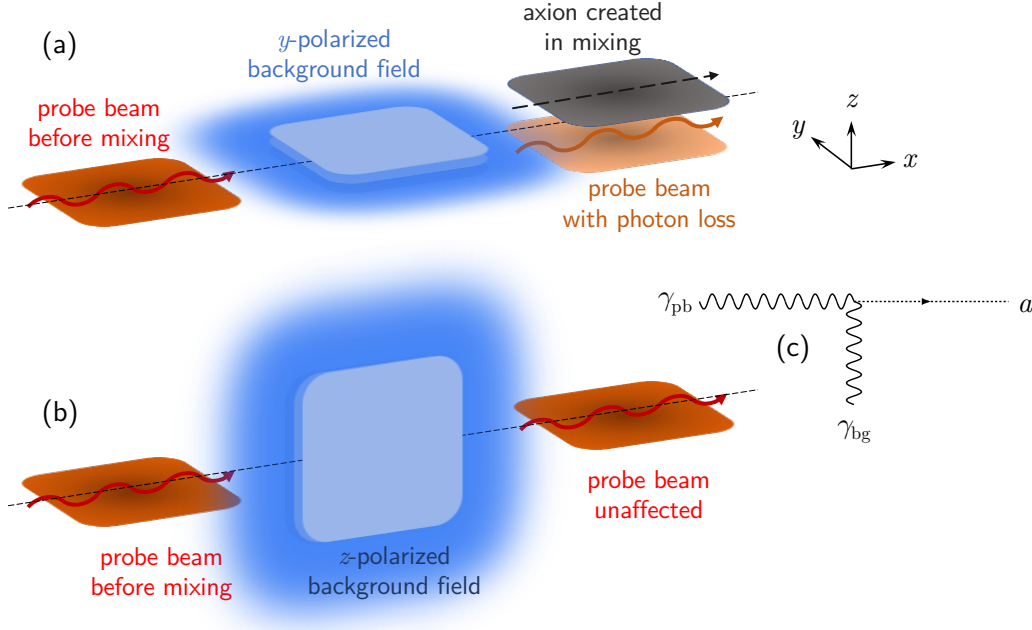 (a)
y-polarized
background field
axion created
in mixing
probe beam
before mixing
z
y
x
probe beam
with photon loss
γpb
a
(c)
γbg
(b)
probe beam
unaffected
probe beam
before mixing
z-polarized
background field